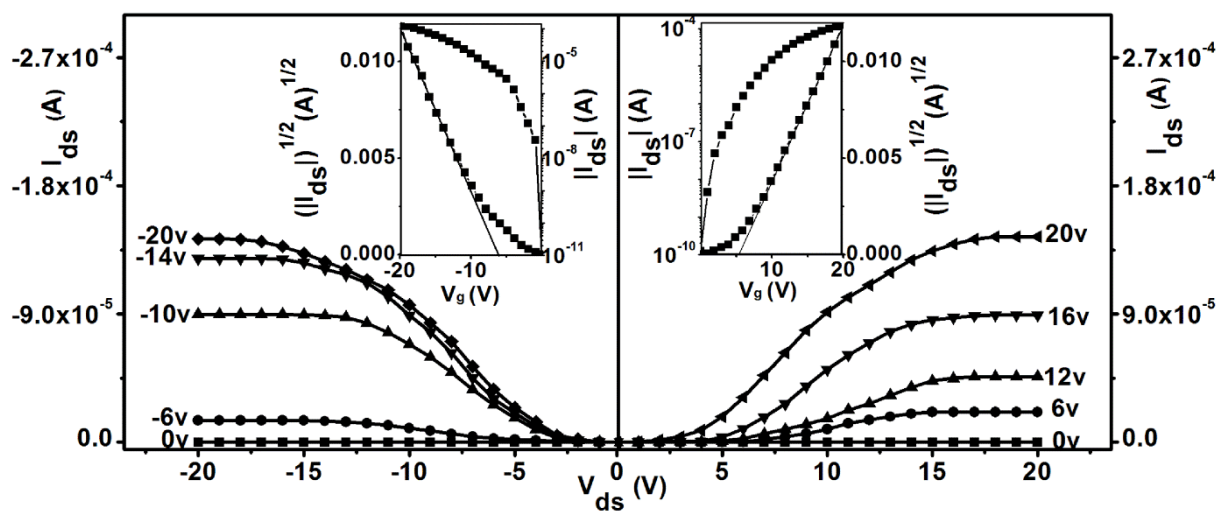 -2.7x10⁻⁴
-1.8x10⁻⁴
-9.0x10⁻⁵
0.0
I_ds (A)
-20v
-14v
-10v
-6v
0v
0.010
0.005
0.000
(|I_ds|)^1/2 (A)^1/2
10⁻⁵
10⁻⁸
10⁻¹¹
|I_ds| (A)
-20 -10
V_g (V)
10⁻⁴
10⁻⁷
10⁻¹⁰
|I_ds| (A)
0.010
0.005
0.000
(|I_ds|)^1/2 (A)^1/2
10 20
V_g (V)
20v
16v
12v
6v
0v
2.7x10⁻⁴
1.8x10⁻⁴
9.0x10⁻⁵
0.0
I_ds (A)
-20 -15 -10 -5 0 5 10 15 20
V_ds (V)